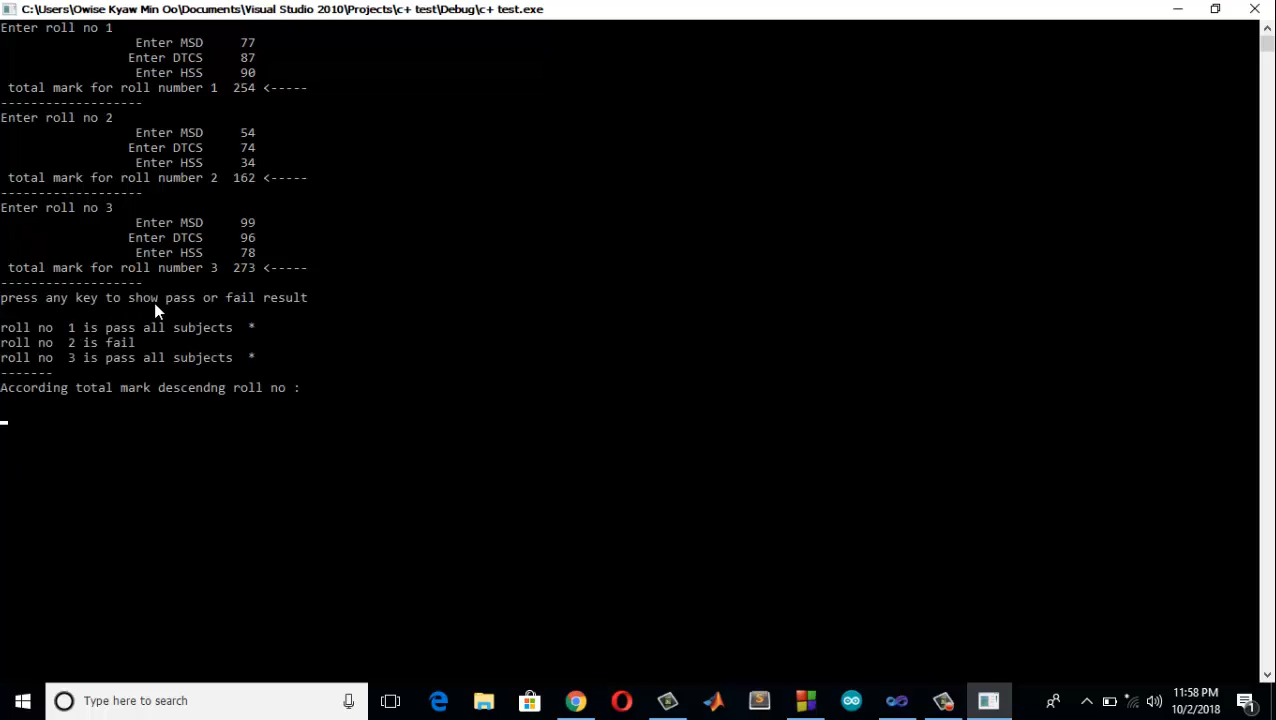 C:\Users\Owise Kyaw Min Oo\Documents\Visual Studio 2010\Projects\c+ test\Debug\c+ test.exe
Enter roll no 1
Enter MSD 77
Enter DTCS 87
Enter HSS 90
total mark for roll number 1 254 <-----
-------------------
Enter roll no 2
Enter MSD 54
Enter DTCS 74
Enter HSS 34
total mark for roll number 2 162 <-----
-------------------
Enter roll no 3
Enter MSD 99
Enter DTCS 96
Enter HSS 78
total mark for roll number 3 273 <-----
-------------------
press any key to show pass or fail result
roll no 1 is pass all subjects *
roll no 2 is fail
roll no 3 is pass all subjects *
-------
According total mark descendng roll no :
Type here to search
11:58 PM
10/2/2018
1